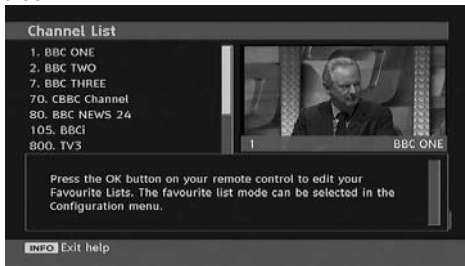 Channel List
1. BBC ONE
2. BBC TWO
7. BBC THREE
70. CBBC Channel
80. BBC NEWS 24
105. BBCi
800. TV3
1 BBC ONE
Press the OK button on your remote control to edit your
Favourite Lists. The favourite list mode can be selected in the
Configuration menu.
INFO Exit help